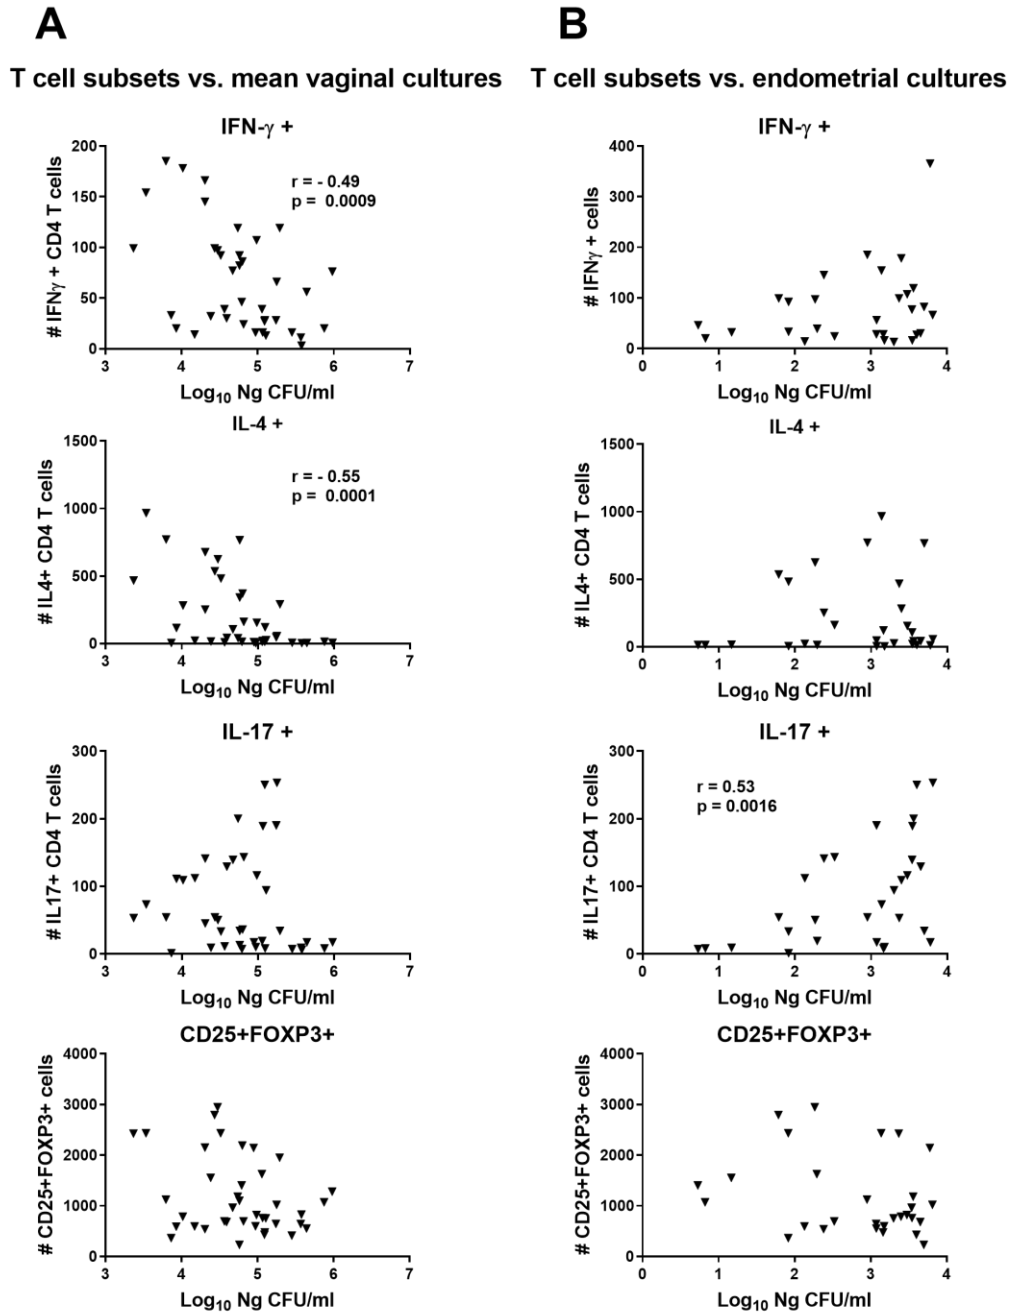 A
B
T cell subsets vs. mean vaginal cultures
T cell subsets vs. endometrial cultures
IFN-γ +
200
150
100
50
0
# IFNγ + CD4 T cells
r = - 0.49
p = 0.0009
3 4 5 6 7
Log10 Ng CFU/ml
IFN-γ +
400
300
200
100
0
# IFNγ + cells
0 1 2 3 4
Log10 Ng CFU/ml
IL-4 +
1500
1000
500
0
# IL4+ CD4 T cells
r = - 0.55
p = 0.0001
3 4 5 6 7
Log10 Ng CFU/ml
IL-4 +
1500
1000
500
0
# IL4+ CD4 T cells
0 1 2 3 4
Log10 Ng CFU/ml
IL-17 +
300
200
100
0
# IL17+ CD4 T cells
3 4 5 6 7
Log10 Ng CFU/ml
IL-17 +
300
200
100
0
# IL17+ CD4 T cells
r = 0.53
p = 0.0016
0 1 2 3 4
Log10 Ng CFU/ml
CD25+FOXP3+
4000
3000
2000
1000
0
# CD25+FOXP3+ cells
3 4 5 6 7
Log10 Ng CFU/ml
CD25+FOXP3+
4000
3000
2000
1000
0
# CD25+FOXP3+ cells
0 1 2 3 4
Log10 Ng CFU/ml